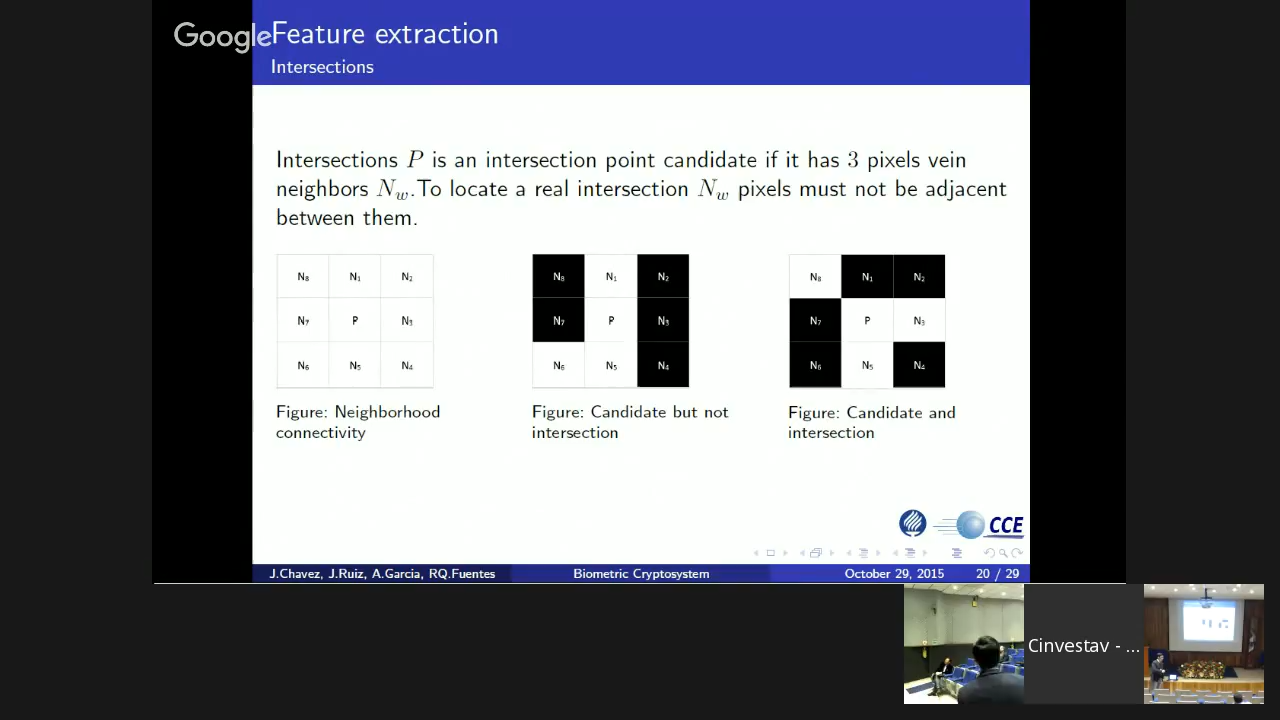 Google
Feature extraction
Intersections
Intersections P is an intersection point candidate if it has 3 pixels vein
neighbors Nw.To locate a real intersection Nw pixels must not be adjacent
between them.
N8 N1 N2
N7 P N3
N6 N5 N4
Figure: Neighborhood
connectivity
N8 N1 N2
N7 P N3
N6 N5 N4
Figure: Candidate but not
intersection
N8 N1 N2
N7 P N3
N6 N5 N4
Figure: Candidate and
intersection
CCE
J.Chavez, J.Ruiz, A.Garcia, RQ.Fuentes Biometric Cryptosystem October 29, 2015 20 / 29
Cinvestav - ...